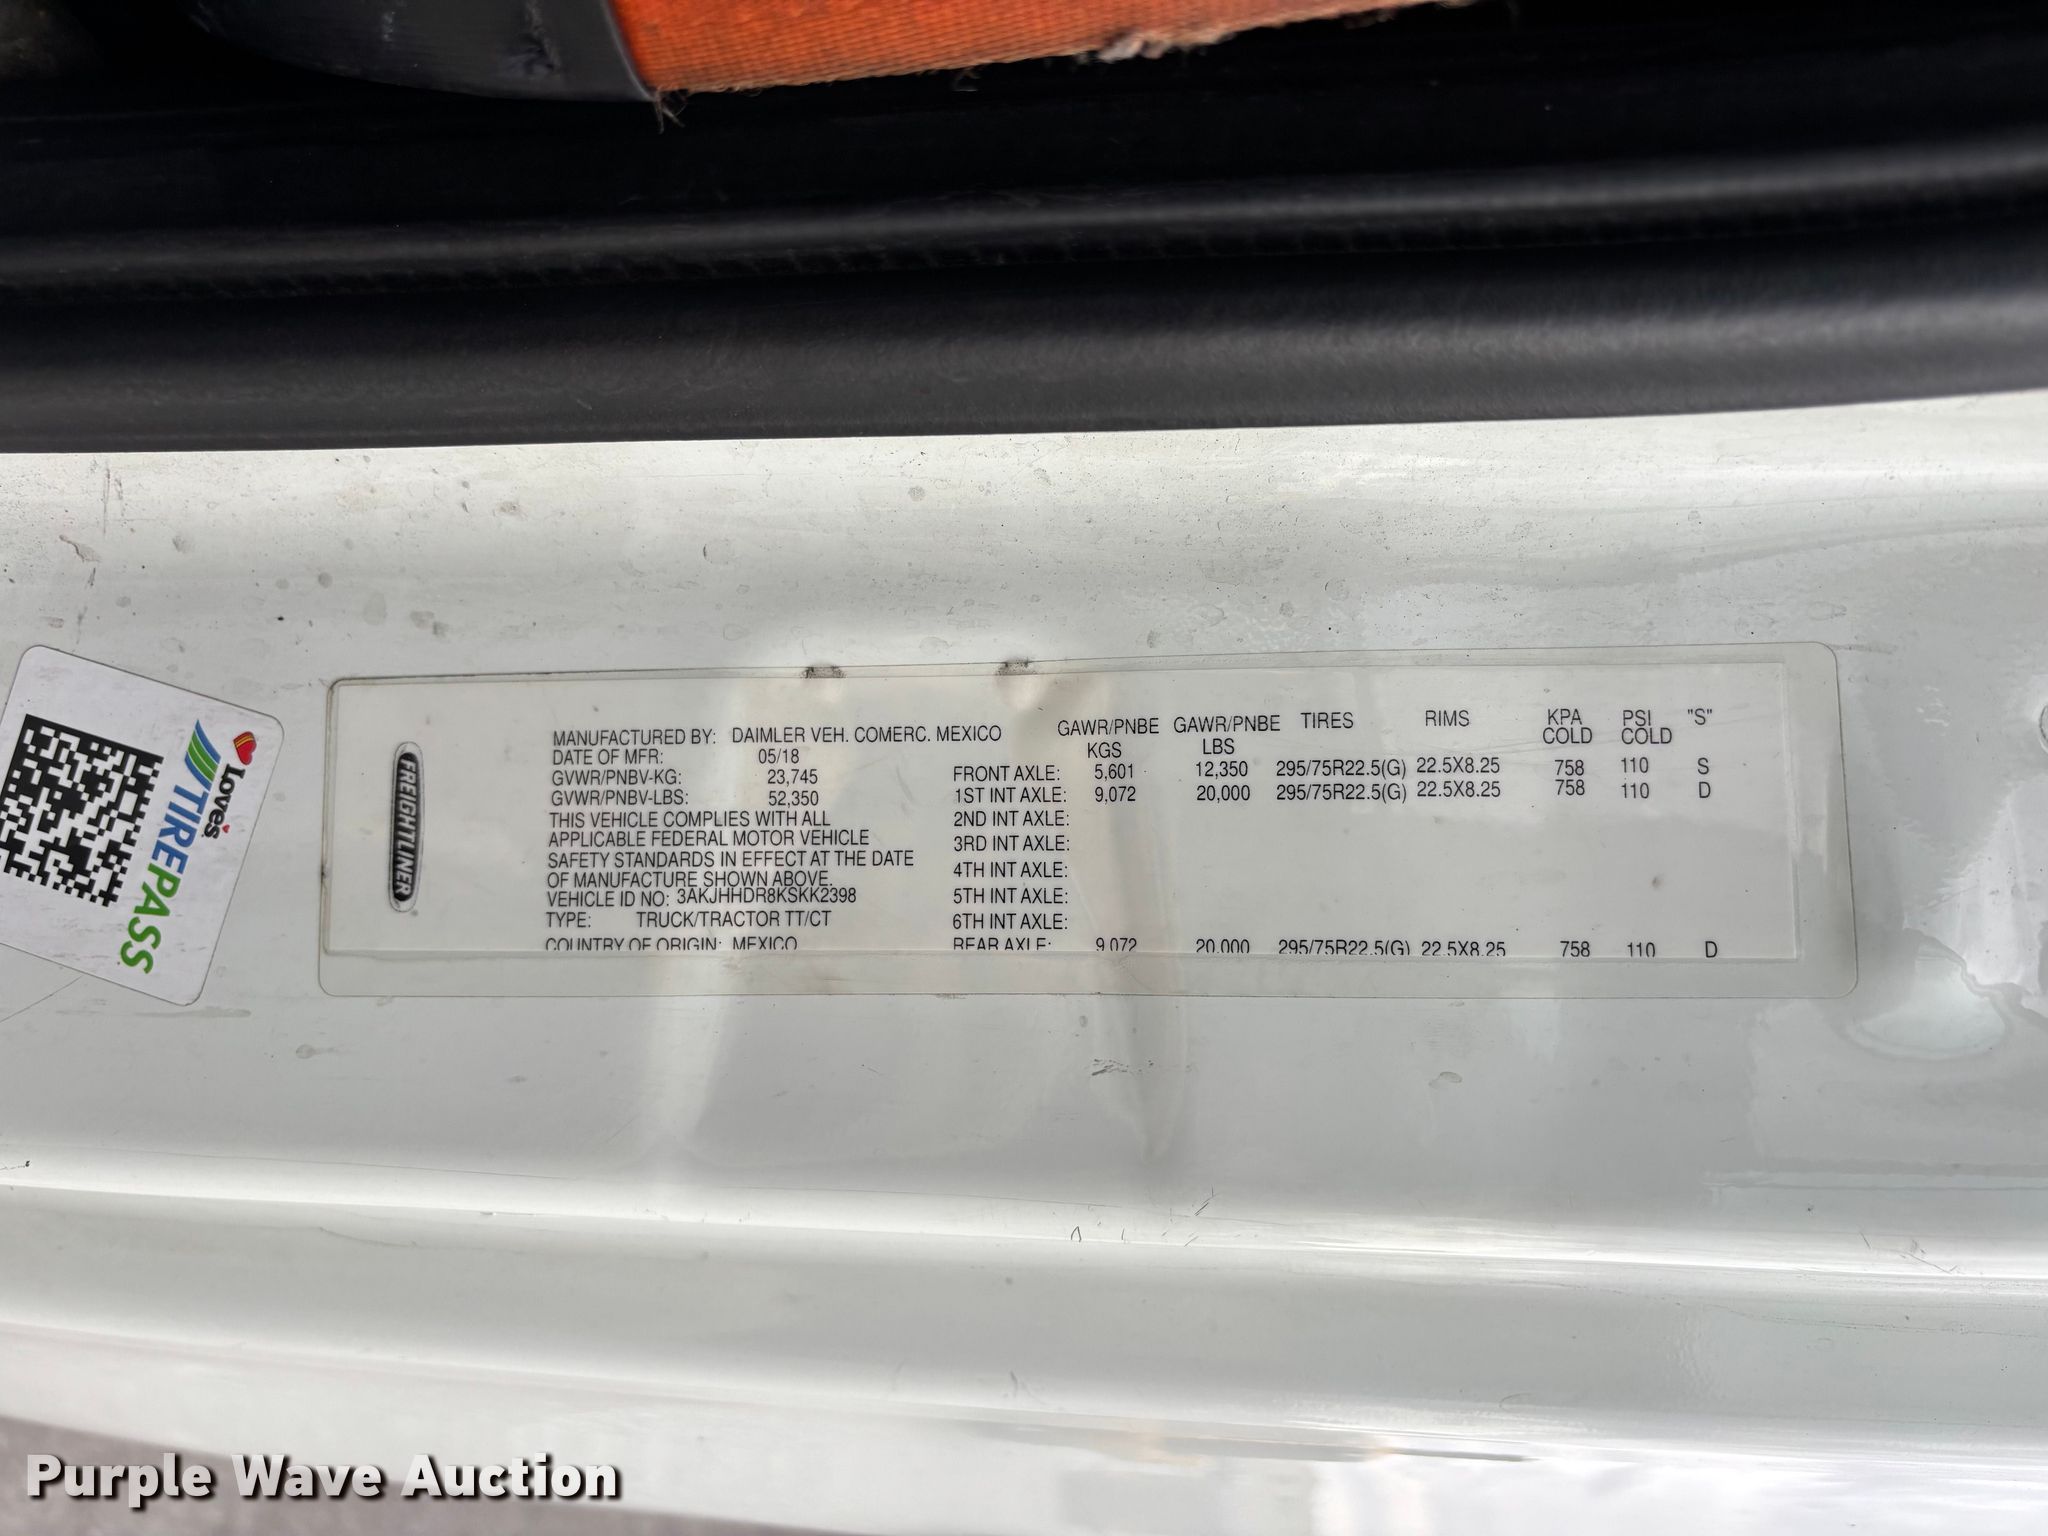 Love's
TIREPASS
FREIGHTLINER
MANUFACTURED BY: DAIMLER VEH. COMERC. MEXICO
DATE OF MFR: 05/18
GVWR/PNBV-KG: 23,745
GVWR/PNBV-LBS: 52,350
THIS VEHICLE COMPLIES WITH ALL
APPLICABLE FEDERAL MOTOR VEHICLE
SAFETY STANDARDS IN EFFECT AT THE DATE
OF MANUFACTURE SHOWN ABOVE.
VEHICLE ID NO: 3AKJHHDR8KSKK2398
TYPE: TRUCK/TRACTOR TT/CT
COUNTRY OF ORIGIN: MEXICO
GAWR/PNBE KGS GAWR/PNBE LBS TIRES RIMS KPA COLD PSI COLD "S"
FRONT AXLE: 5,601 12,350 295/75R22.5(G) 22.5X8.25 758 110 S
1ST INT AXLE: 9,072 20,000 295/75R22.5(G) 22.5X8.25 758 110 D
2ND INT AXLE:
3RD INT AXLE:
4TH INT AXLE:
5TH INT AXLE:
6TH INT AXLE:
REAR AXLE: 9,072 20,000 295/75R22.5(G) 22.5X8.25 758 110 D
Purple Wave Auction